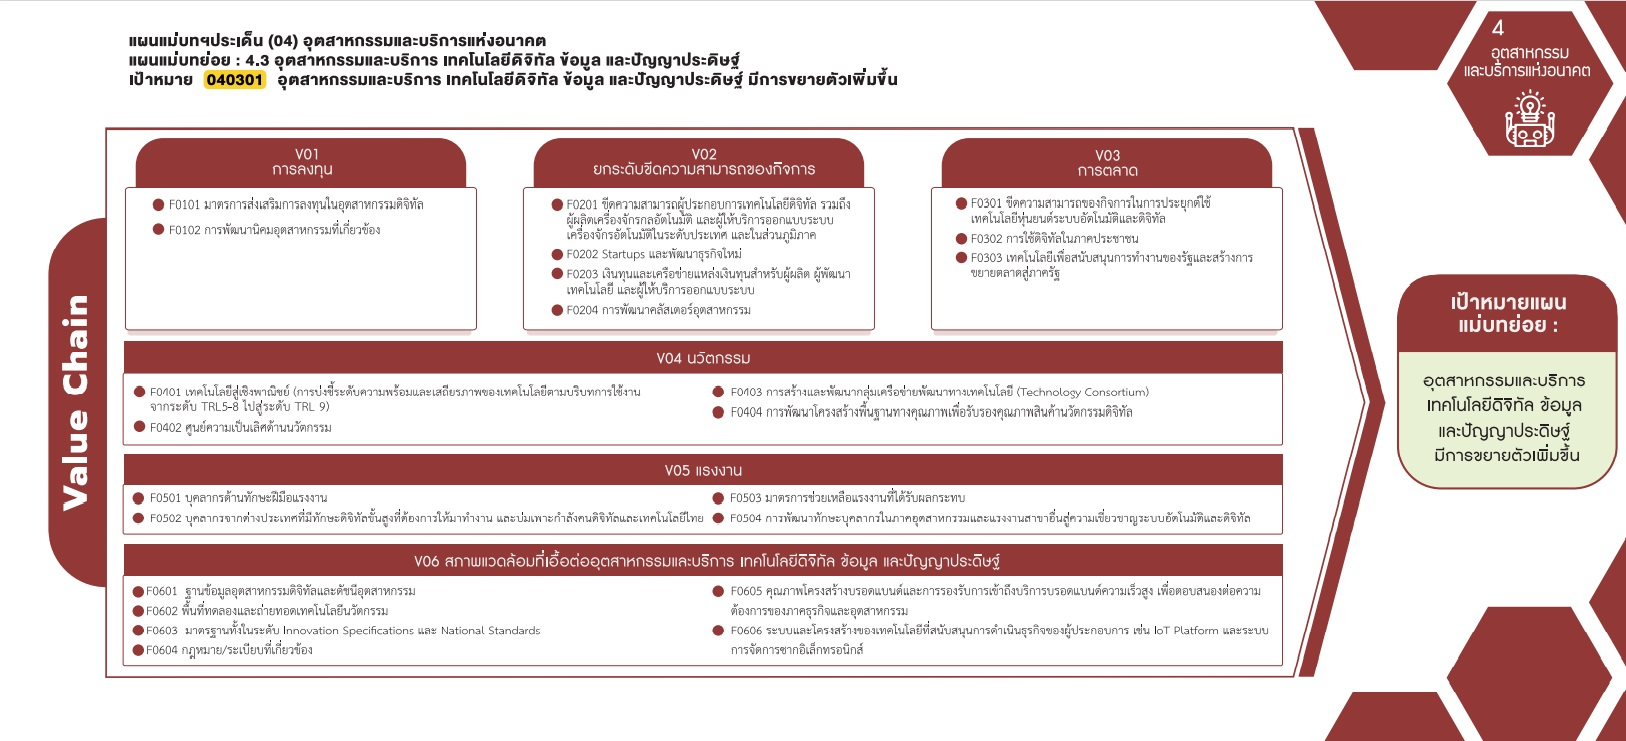 แผนแม่บทฯประเด็น (04) อุตสาหกรรมและบริการแห่งอนาคต
แผนแม่บทย่อย : 4.3 อุตสาหกรรมและบริการ เทคโนโลยีดิจิทัล ข้อมูล และปัญญาประดิษฐ์
เป้าหมาย 040301 อุตสาหกรรมและบริการ เทคโนโลยีดิจิทัล ข้อมูล และปัญญาประดิษฐ์ มีการขยายตัวเพิ่มขึ้น
4
อุตสาหกรรม
และบริการแห่งอนาคต
Value Chain
V01
การลงทุน
F0101 มาตรการส่งเสริมการลงทุนในอุตสาหกรรมดิจิทัล
F0102 การพัฒนานิคมอุตสาหกรรมที่เกี่ยวข้อง
V02
ยกระดับขีดความสามารถของกิจการ
F0201 ขีดความสามารถผู้ประกอบการเทคโนโลยีดิจิทัล รวมถึง
ผู้ผลิตเครื่องจักรกลอัตโนมัติ และผู้ให้บริการออกแบบระบบ
เครื่องจักรอัตโนมัติในระดับประเทศ และในส่วนภูมิภาค
F0202 Startups และพัฒนาธุรกิจใหม่
F0203 เงินทุนและเครือข่ายแหล่งเงินทุนสำหรับผู้ผลิต ผู้พัฒนา
เทคโนโลยี และผู้ให้บริการออกแบบระบบ
F0204 การพัฒนาคลัสเตอร์อุตสาหกรรม
V03
การตลาด
F0301 ขีดความสามารถของกิจการในการประยุกต์ใช้
เทคโนโลยีหุ่นยนต์ระบบอัตโนมัติและดิจิทัล
F0302 การใช้ดิจิทัลในภาคประชาชน
F0303 เทคโนโลยีเพื่อสนับสนุนการทำงานของรัฐและสร้างการ
ขยายตลาดสู่ภาครัฐ
V04 นวัตกรรม
F0401 เทคโนโลยีสู่เชิงพาณิชย์ (การบ่งชี้ระดับความพร้อมและเสถียรภาพของเทคโนโลยีตามบริบทการใช้งาน
จากระดับ TRL5-8 ไปสู่ระดับ TRL 9)
F0402 ศูนย์ความเป็นเลิศด้านนวัตกรรม
F0403 การสร้างและพัฒนากลุ่มเครือข่ายพัฒนาทางเทคโนโลยี (Technology Consortium)
F0404 การพัฒนาโครงสร้างพื้นฐานทางคุณภาพเพื่อรับรองคุณภาพสินค้านวัตกรรมดิจิทัล
V05 แรงงาน
F0501 บุคลากรด้านทักษะฝีมือแรงงาน
F0502 บุคลากรจากต่างประเทศที่มีทักษะดิจิทัลขั้นสูงที่ต้องการให้มาทำงาน และบ่มเพาะกำลังคนดิจิทัลและเทคโนโลยีไทย
F0503 มาตรการช่วยเหลือแรงงานที่ได้รับผลกระทบ
F0504 การพัฒนาทักษะบุคลากรในภาคอุตสาหกรรมและแรงงานสาขาอื่นสู่ความเชี่ยวชาญระบบอัตโนมัติและดิจิทัล
V06 สภาพแวดล้อมที่เอื้อต่ออุตสาหกรรมและบริการ เทคโนโลยีดิจิทัล ข้อมูล และปัญญาประดิษฐ์
F0601 ฐานข้อมูลอุตสาหกรรมดิจิทัลและดัชนีอุตสาหกรรม
F0602 พื้นที่ทดลองและถ่ายทอดเทคโนโลยีนวัตกรรม
F0603 มาตรฐานทั้งในระดับ Innovation Specifications และ National Standards
F0604 กฎหมาย/ระเบียบที่เกี่ยวข้อง
F0605 คุณภาพโครงสร้างบรอดแบนด์และการรองรับการเข้าถึงบริการบรอดแบนด์ความเร็วสูง เพื่อตอบสนองต่อความ
ต้องการของภาคธุรกิจและอุตสาหกรรม
F0606 ระบบและโครงสร้างของเทคโนโลยีที่สนับสนุนการดำเนินธุรกิจของผู้ประกอบการ เช่น IoT Platform และระบบ
การจัดการซากอิเล็กทรอนิกส์
เป้าหมายแผน
แม่บทย่อย :
อุตสาหกรรมและบริการ
เทคโนโลยีดิจิทัล ข้อมูล
และปัญญาประดิษฐ์
มีการขยายตัวเพิ่มขึ้น